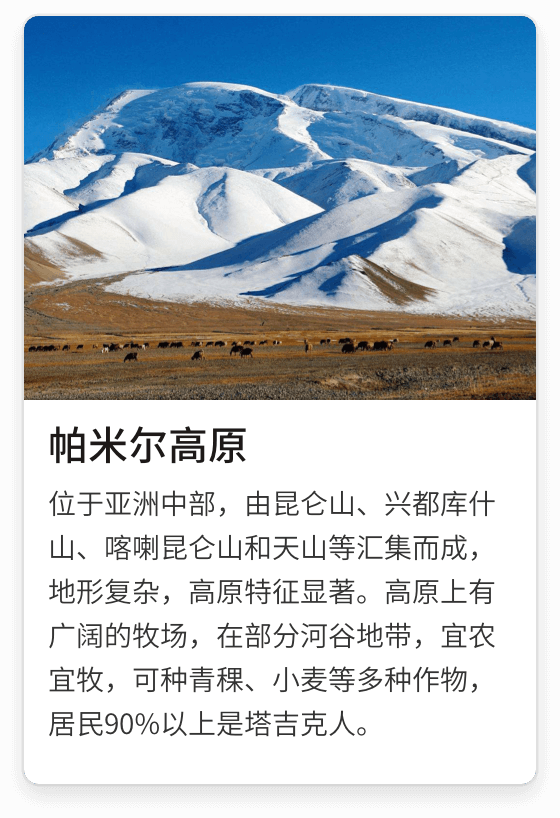 帕米尔高原
位于亚洲中部，由昆仑山、兴都库什
山、喀喇昆仑山和天山等汇集而成，
地形复杂，高原特征显著。高原上有
广阔的牧场，在部分河谷地带，宜农
宜牧，可种青稞、小麦等多种作物，
居民90%以上是塔吉克人。